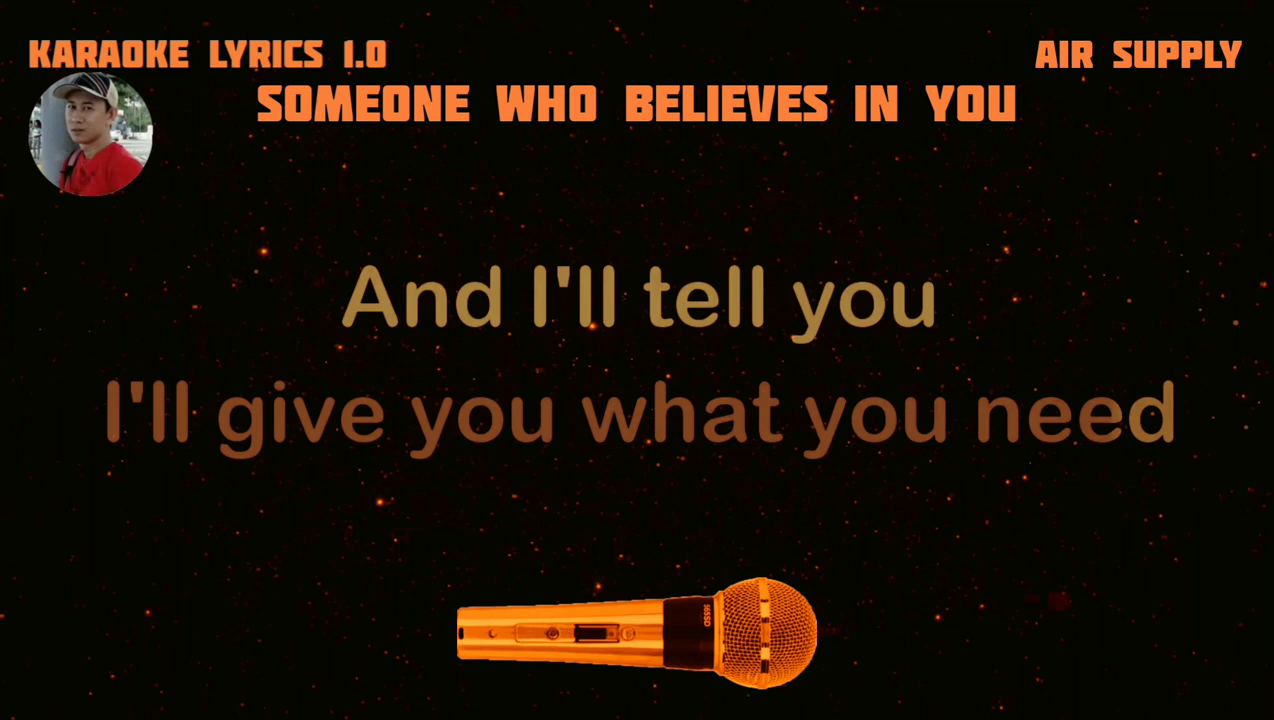 KARAOKE LYRICS 1.0
AIR SUPPLY
SOMEONE WHO BELIEVES IN YOU
And I'll tell you
I'll give you what you need
565SD